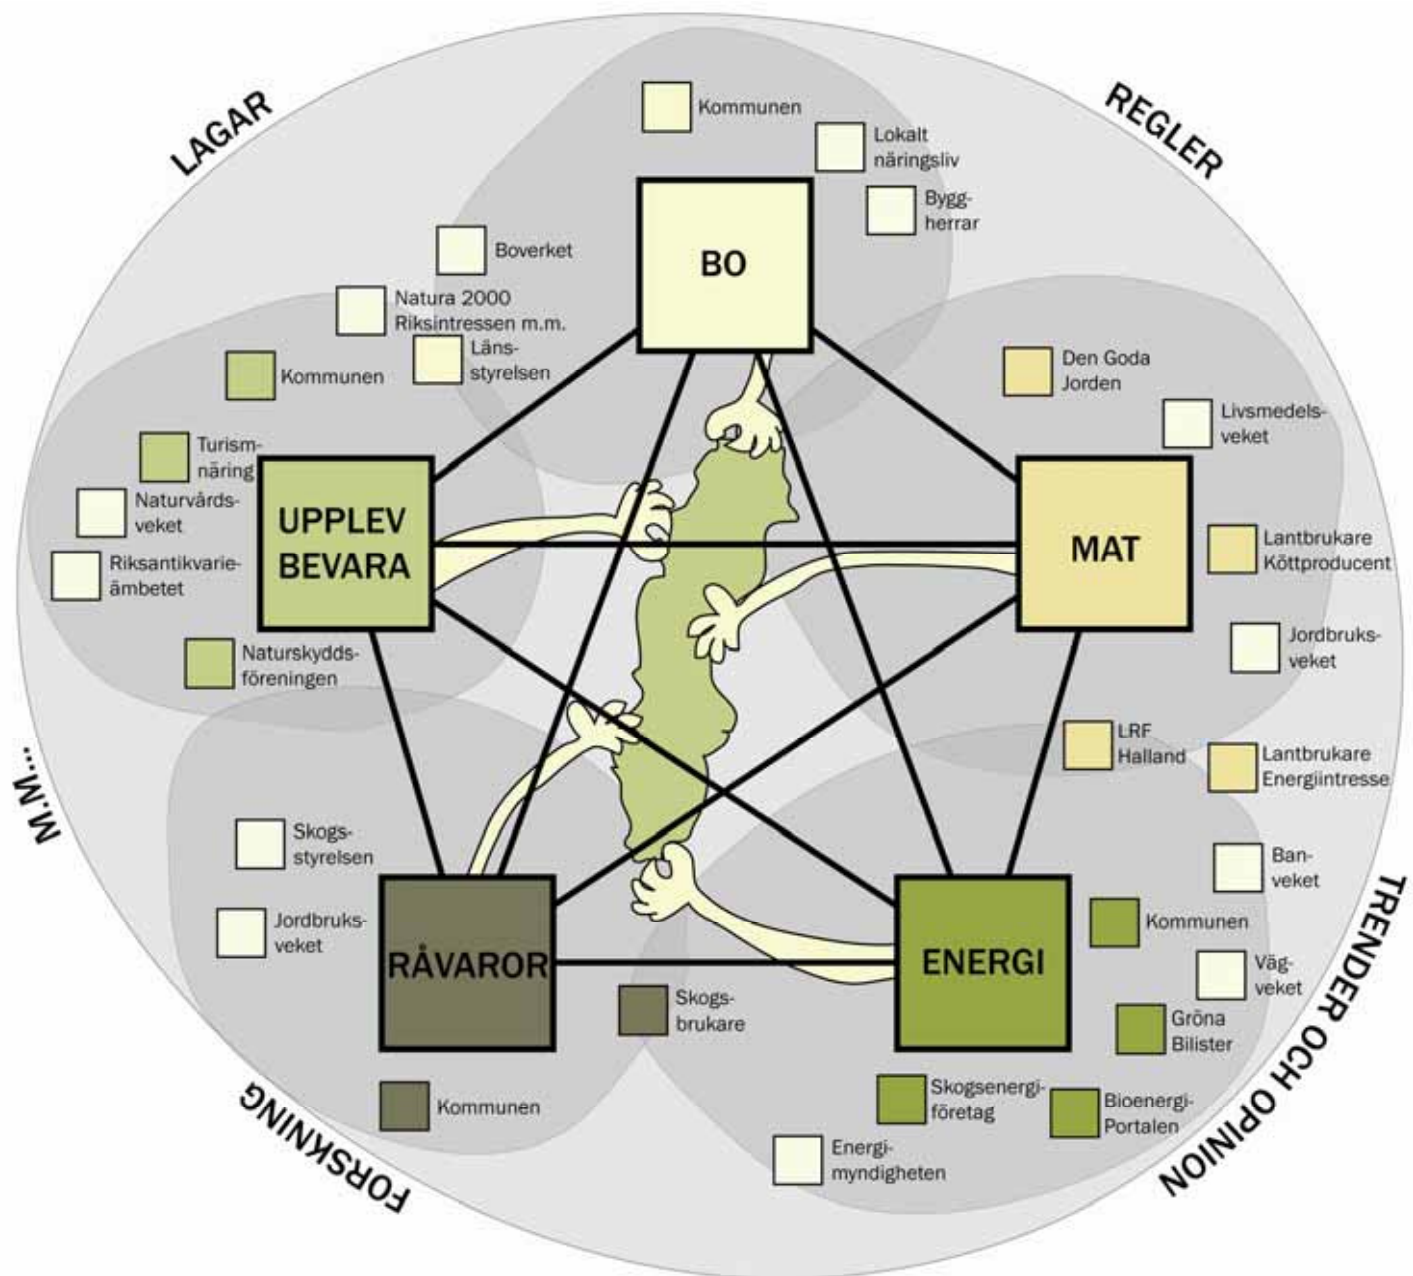 LAGAR
REGLER
Kommunen
Lokalt
näringsliv
Bygg-
herrar
BO
Boverket
Natura 2000
Riksintressen m.m.
Läns-
styrelsen
Kommunen
Turism-
näring
Naturvårds-
veket
Riksantikvarie-
ämbetet
UPPLEV
BEVARA
Naturskydds-
föreningen
Den Goda
Jorden
Livsmedels-
veket
MAT
Lantbrukare
Köttproducent
Jordbruks-
veket
LRF
Halland
Lantbrukare
Energiintresse
M.M...
Skogs-
styrelsen
Jordbruks-
veket
RÅVAROR
Skogs-
brukare
Kommunen
ENERGI
Ban-
veket
Kommunen
Väg-
veket
Gröna
Bilister
Skogsenergi-
företag
Bioenergi-
Portalen
Energi-
myndigheten
FORSKNING
TRENDER OCH OPINION